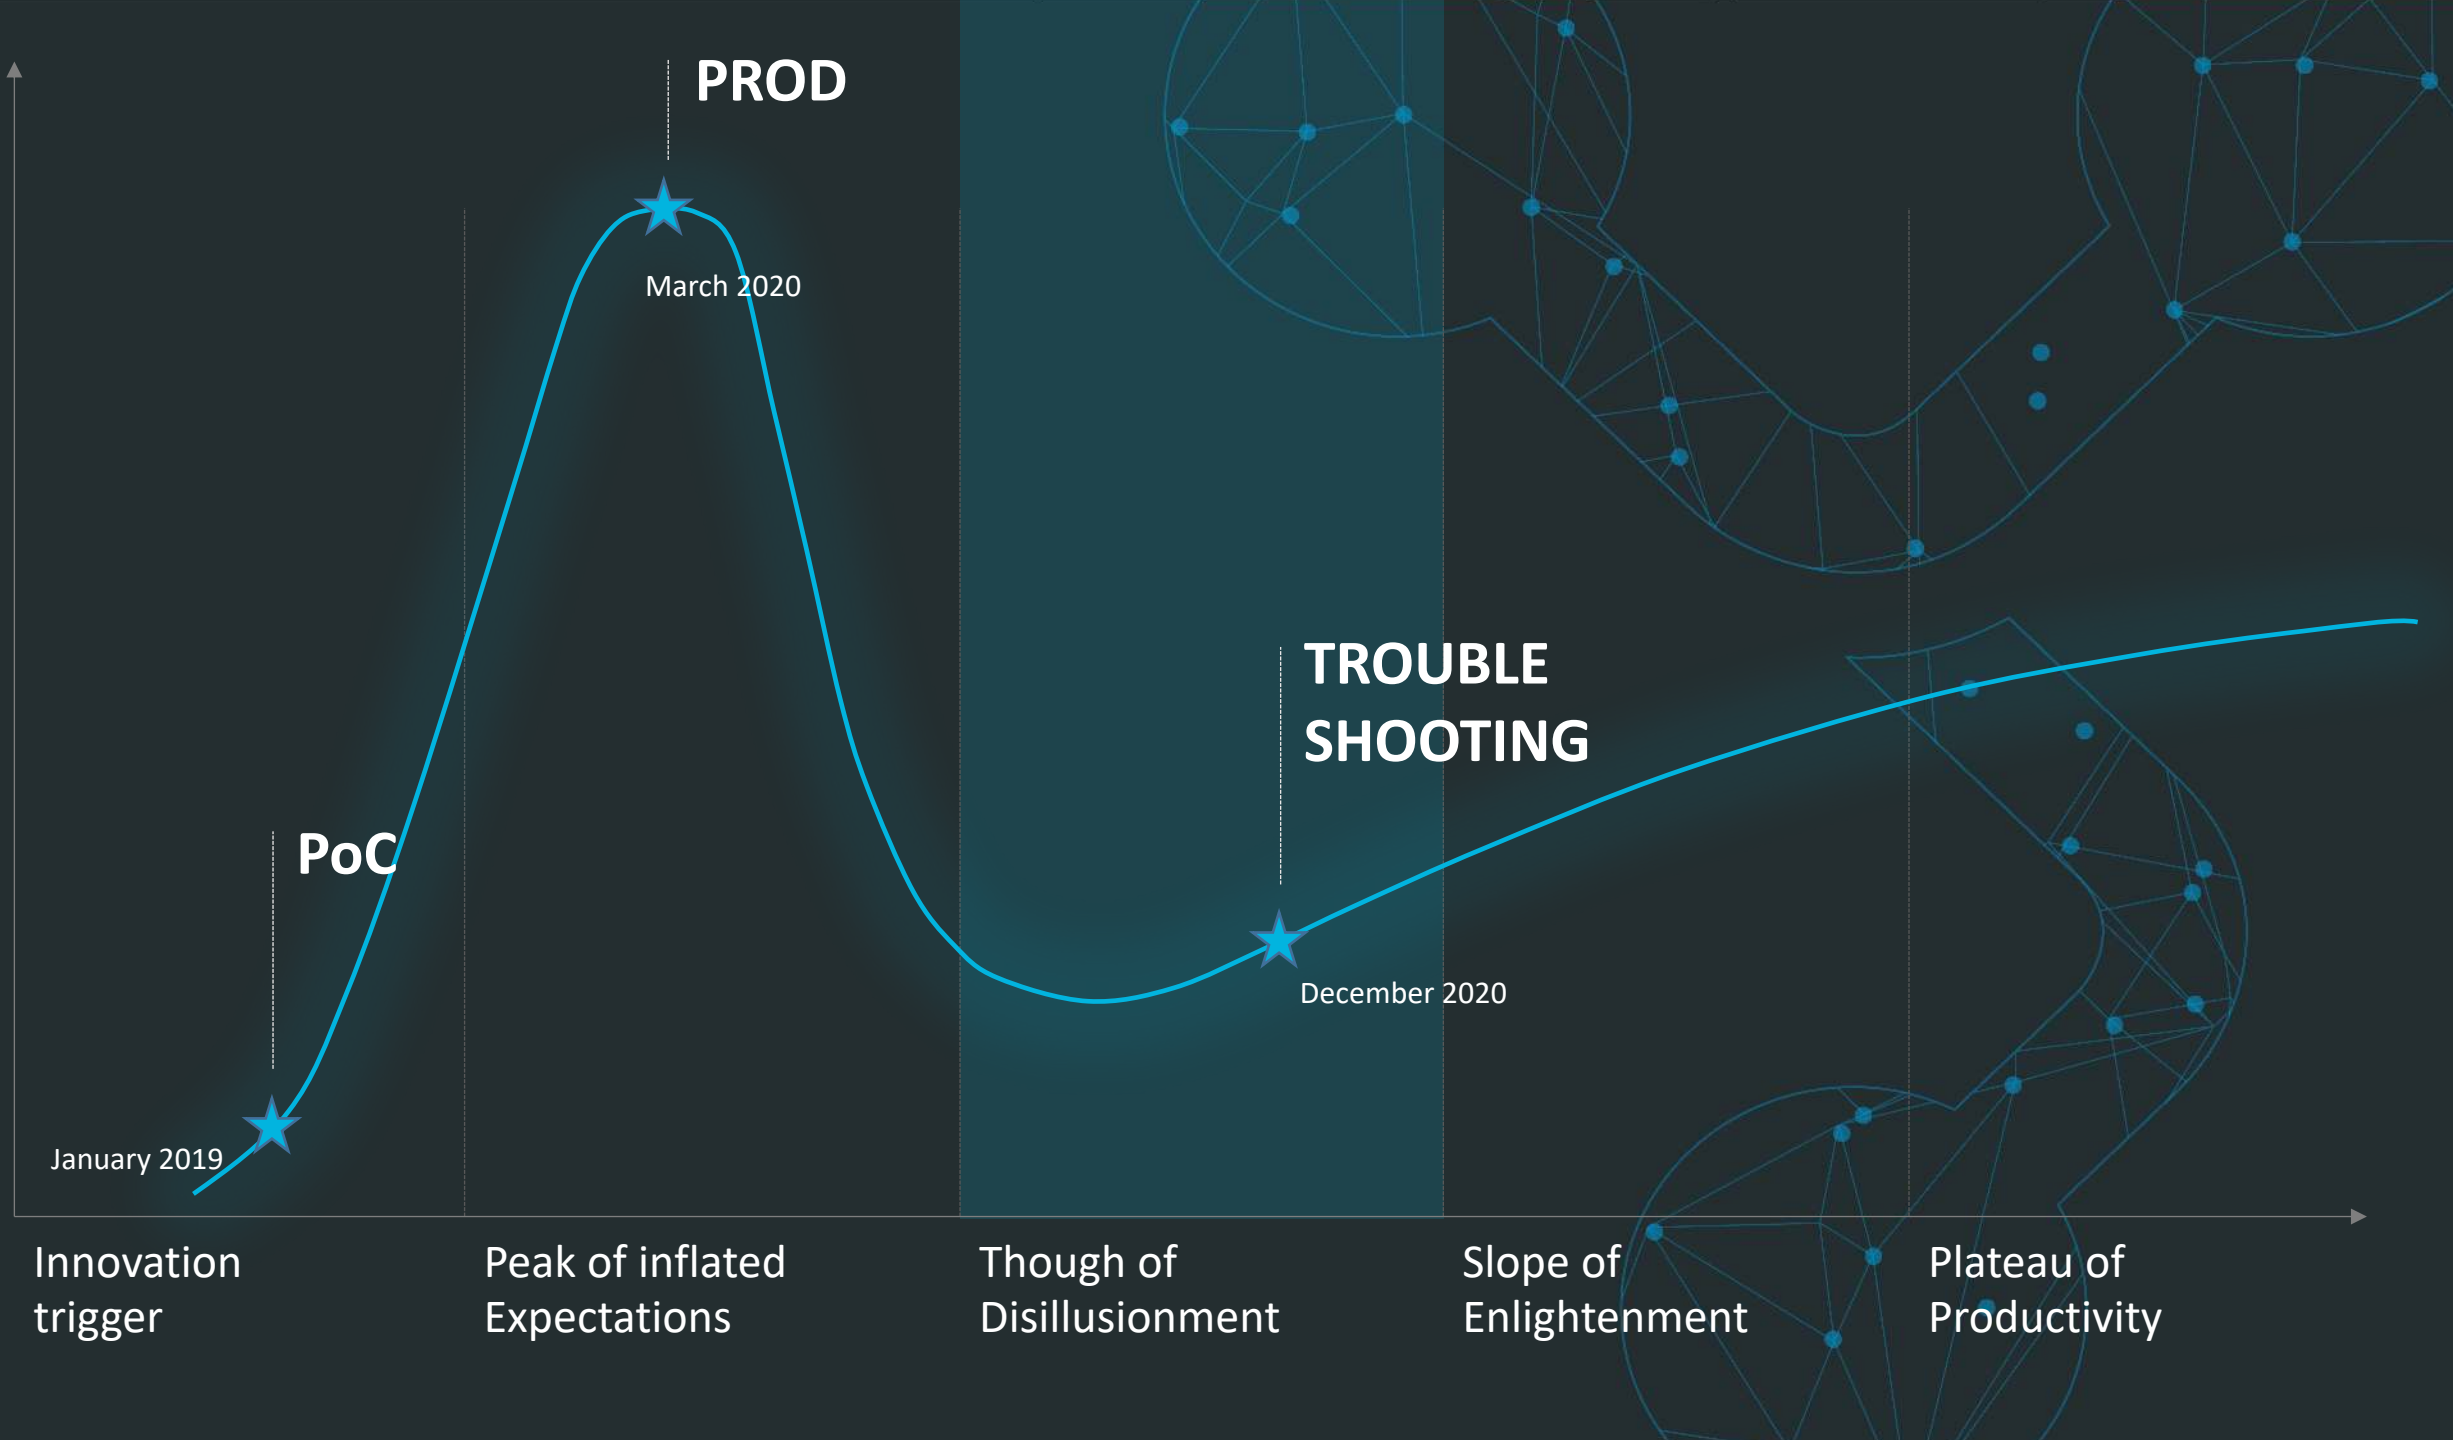 PROD
March 2020
TROUBLE
SHOOTING
PoC
December 2020
January 2019
Innovation
trigger
Peak of inflated
Expectations
Though of
Disillusionment
Slope of
Enlightenment
Plateau of
Productivity